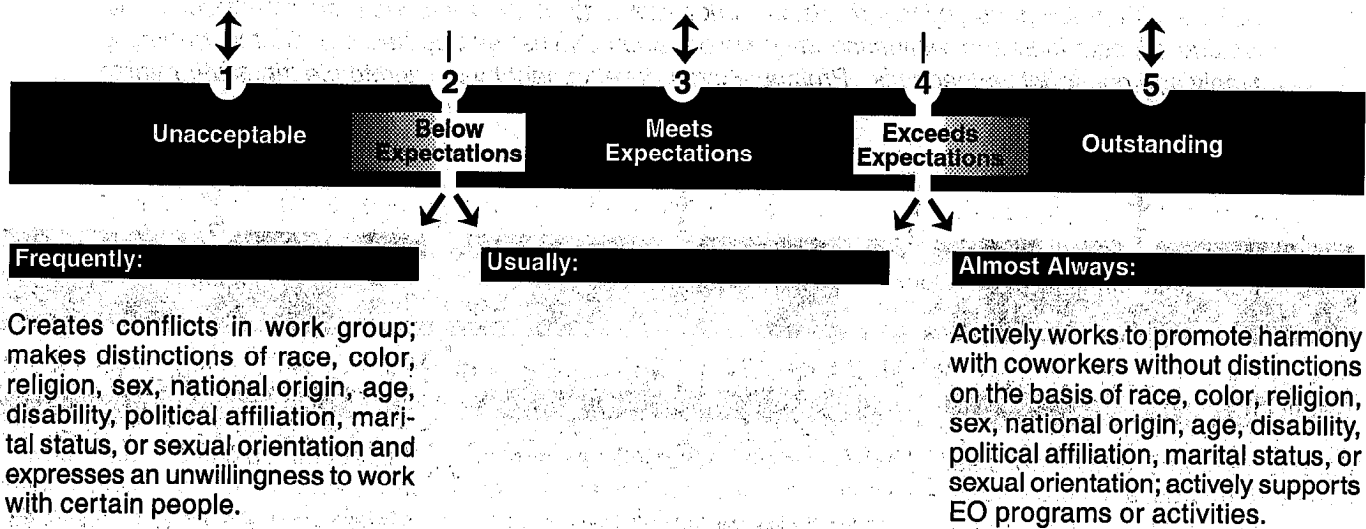 1
2
3
4
5
Unacceptable
Below
Expectations
Meets
Expectations
Exceeds
Expectations
Outstanding
Frequently:
Creates conflicts in work group;
makes distinctions of race, color,
religion, sex, national origin, age,
disability, political affiliation, mari-
tal status, or sexual orientation and
expresses an unwillingness to work
with certain people.
Usually:
Almost Always:
Actively works to promote harmony
with coworkers without distinctions
on the basis of race, color, religion,
sex, national origin, age, disability,
political affiliation, marital status, or
sexual orientation; actively supports
EO programs or activities.